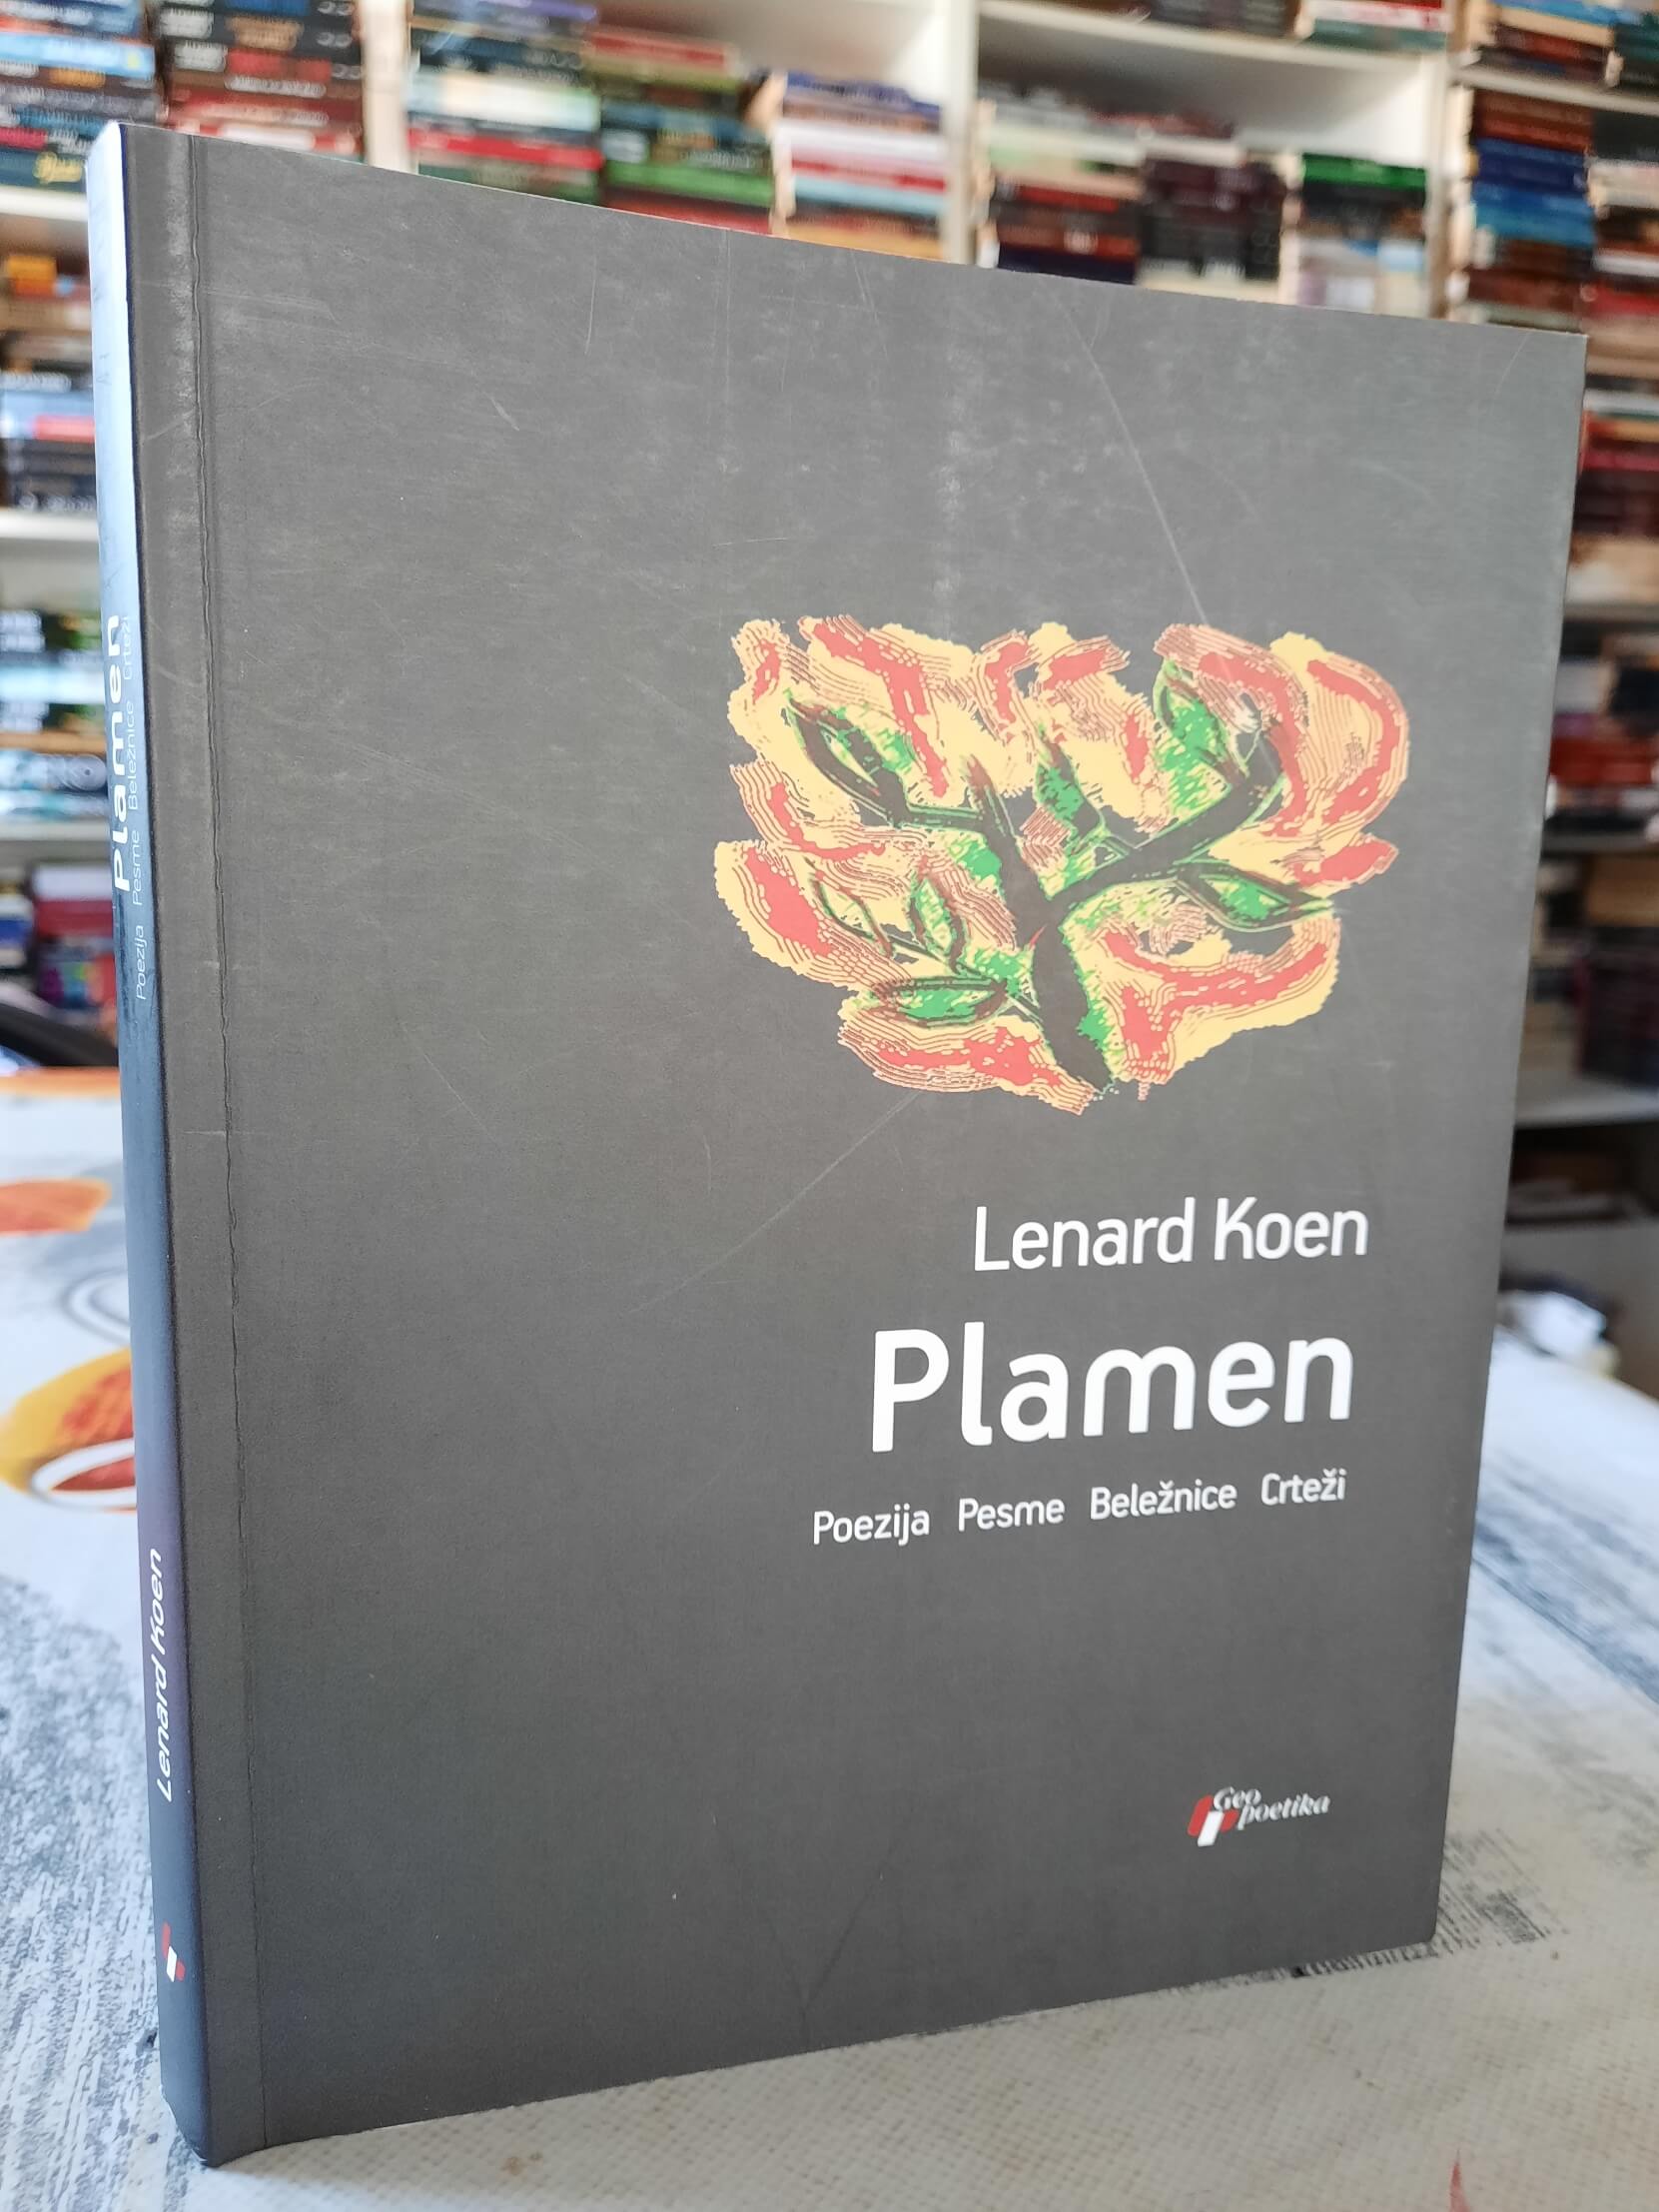 Lenard Koen
Plamen
Poezija Pesme Beležnice Crteži
Geo
poetika
Plamen
Poezija Pesme Beležnice Crteži
Lenard Koen